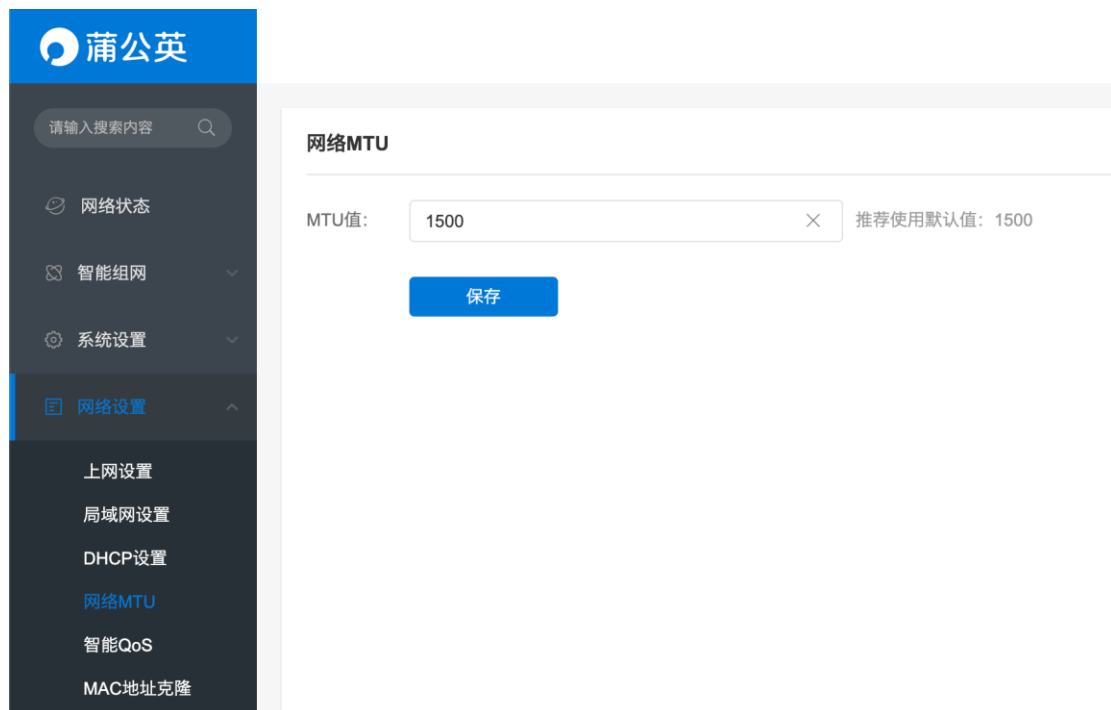 蒲公英
请输入搜索内容
网络状态
智能组网
系统设置
网络设置
上网设置
局域网设置
DHCP设置
网络MTU
智能QoS
MAC地址克隆
网络MTU
MTU值: 1500 推荐使用默认值: 1500
保存